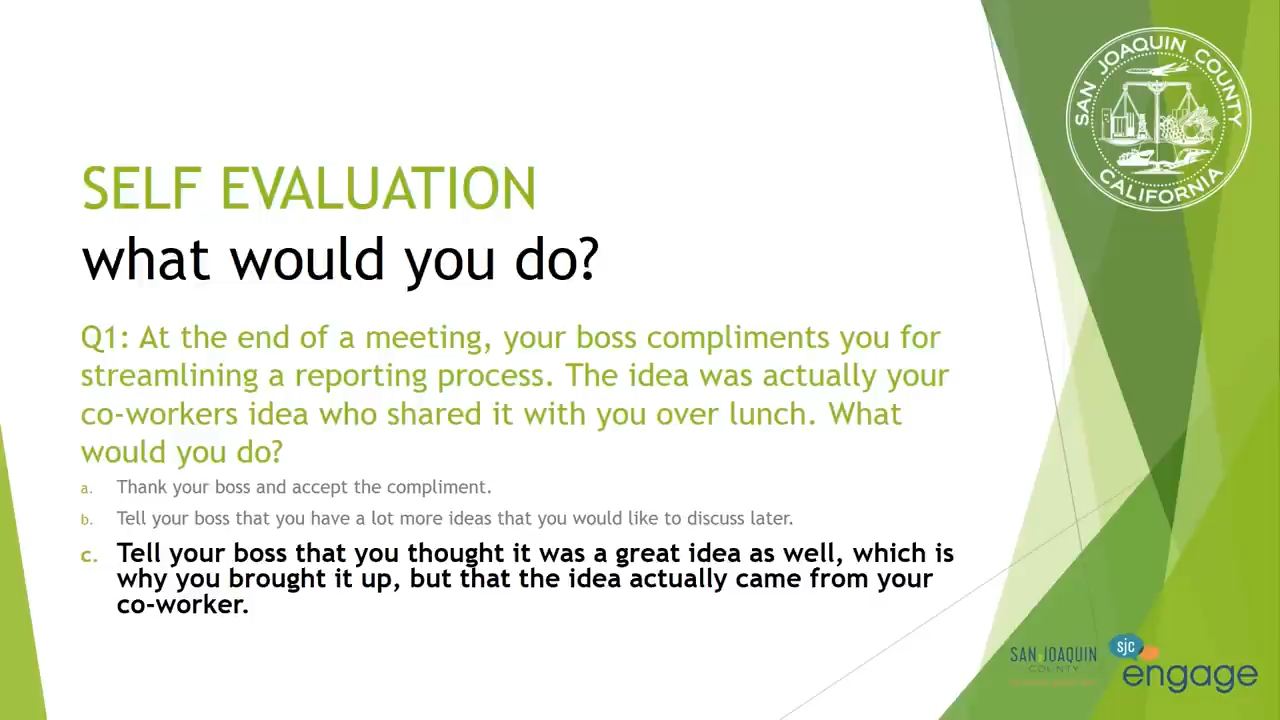 SAN JOAQUIN COUNTY
CALIFORNIA
SELF EVALUATION
what would you do?
Q1: At the end of a meeting, your boss compliments you for
streamlining a reporting process. The idea was actually your
co-workers idea who shared it with you over lunch. What
would you do?
a. Thank your boss and accept the compliment.
b. Tell your boss that you have a lot more ideas that you would like to discuss later.
c. Tell your boss that you thought it was a great idea as well, which is
why you brought it up, but that the idea actually came from your
co-worker.
SAN JOAQUIN
COUNTY
sjc
engage